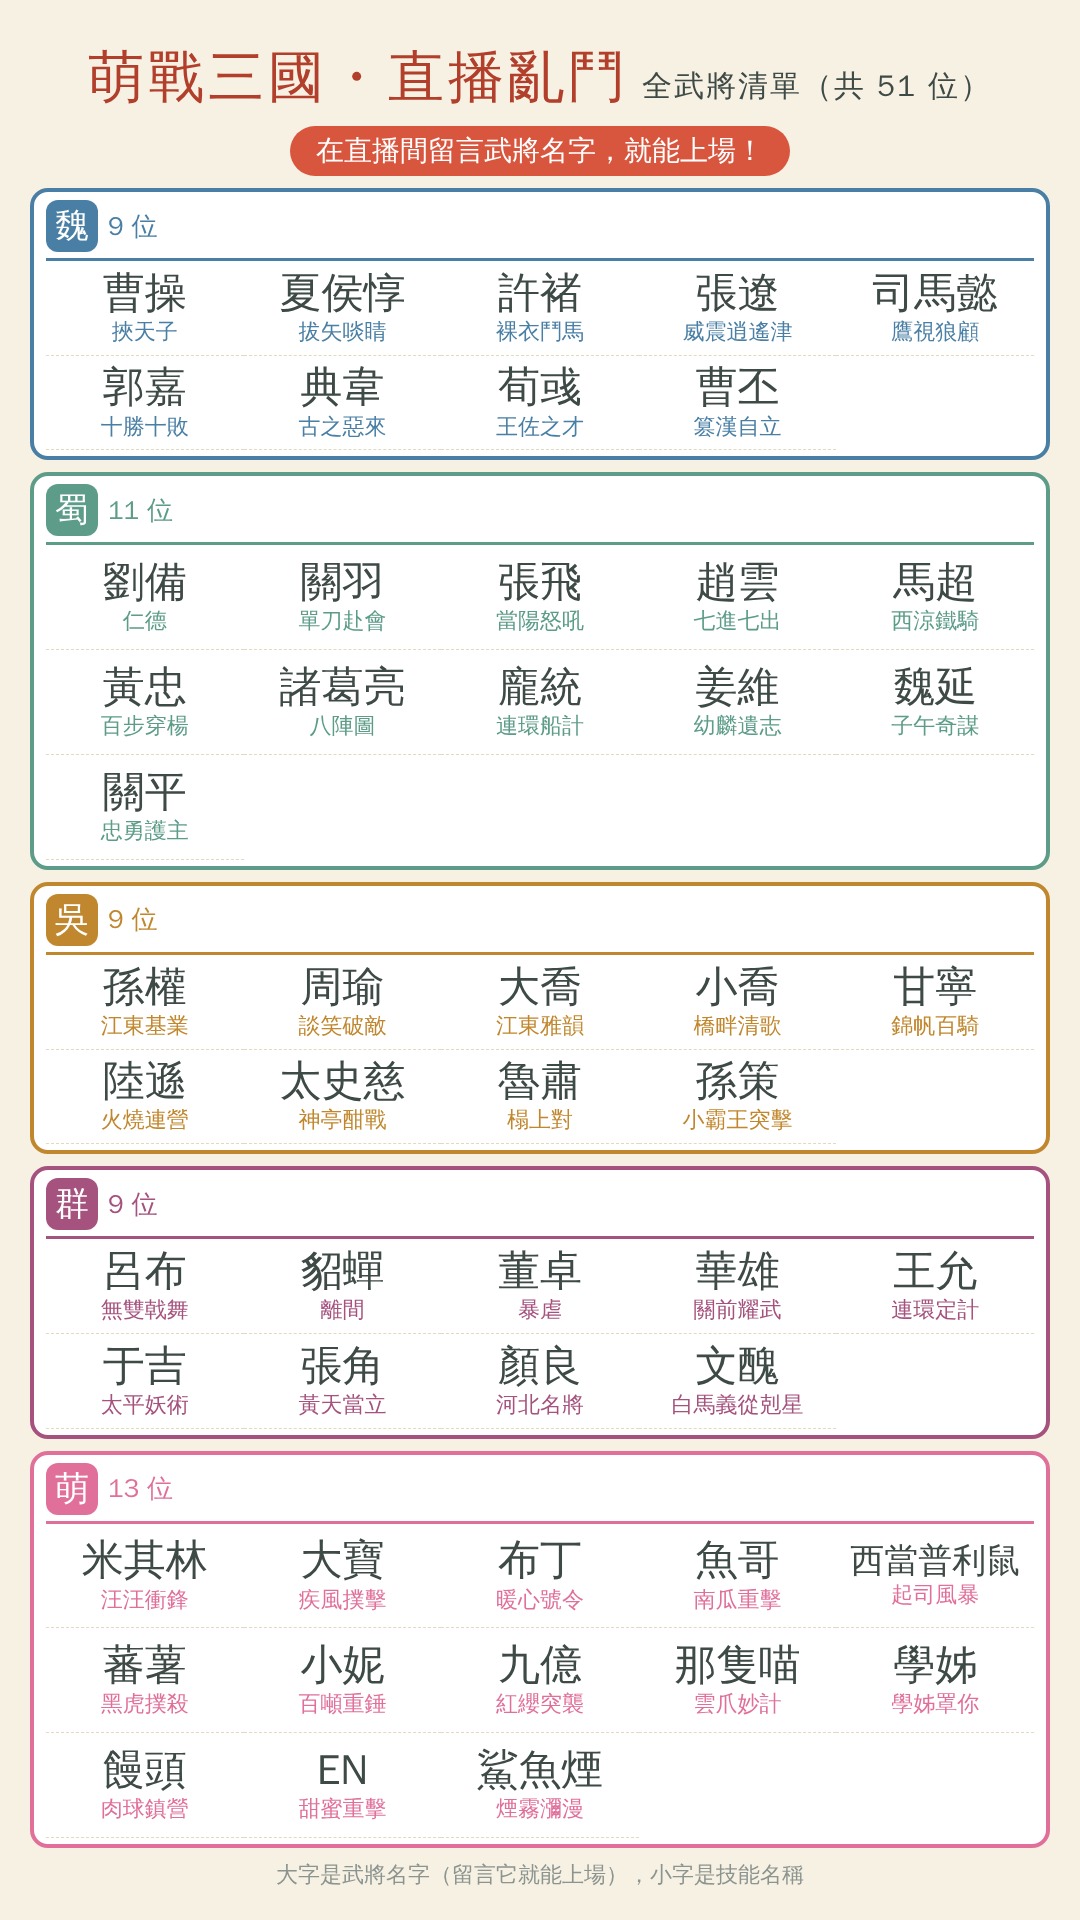 萌戰三國・直播亂鬥 全武將清單（共 51 位）
在直播間留言武將名字，就能上場！
魏 9 位
曹操 夏侯惇 許褚 張遼 司馬懿
挾天子 拔矢啖睛 裸衣鬥馬 威震逍遙津 鷹視狼顧
郭嘉 典韋 荀彧 曹丕
十勝十敗 古之惡來 王佐之才 篡漢自立
蜀 11 位
劉備 關羽 張飛 趙雲 馬超
仁德 單刀赴會 當陽怒吼 七進七出 西涼鐵騎
黃忠 諸葛亮 龐統 姜維 魏延
百步穿楊 八陣圖 連環船計 幼麟遺志 子午奇謀
關平
忠勇護主
吳 9 位
孫權 周瑜 大喬 小喬 甘寧
江東基業 談笑破敵 江東雅韻 橋畔清歌 錦帆百騎
陸遜 太史慈 魯肅 孫策
火燒連營 神亭酣戰 榻上對 小霸王突擊
群 9 位
呂布 貂蟬 董卓 華雄 王允
無雙戟舞 離間 暴虐 關前耀武 連環定計
于吉 張角 顏良 文醜
太平妖術 黃天當立 河北名將 白馬義從剋星
萌 13 位
米其林 大寶 布丁 魚哥 西當普利鼠
汪汪衝鋒 疾風撲擊 暖心號令 南瓜重擊 起司風暴
蕃薯 小妮 九億 那隻喵 學姊
黑虎撲殺 百噸重錘 紅纓突襲 雲爪妙計 學姊罩你
饅頭 EN 鯊魚煙
肉球鎮營 甜蜜重擊 煙霧瀰漫
大字是武將名字（留言它就能上場），小字是技能名稱